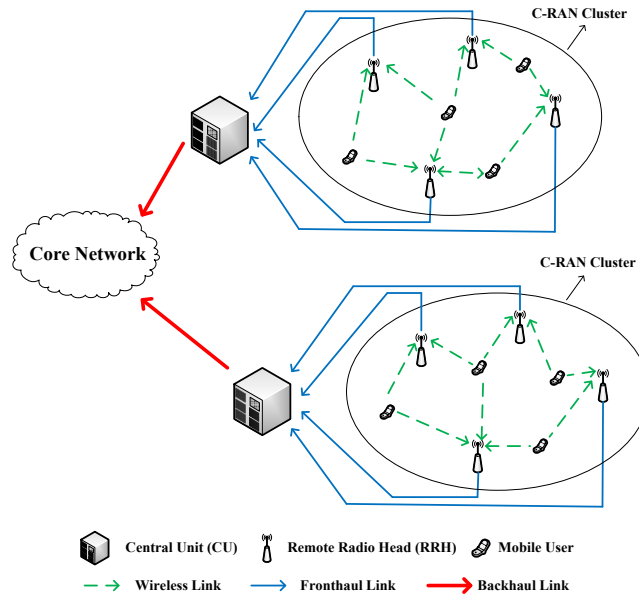 C-RAN Cluster
Core Network
C-RAN Cluster
Central Unit (CU)
Remote Radio Head (RRH)
Mobile User
Wireless Link
Fronthaul Link
Backhaul Link